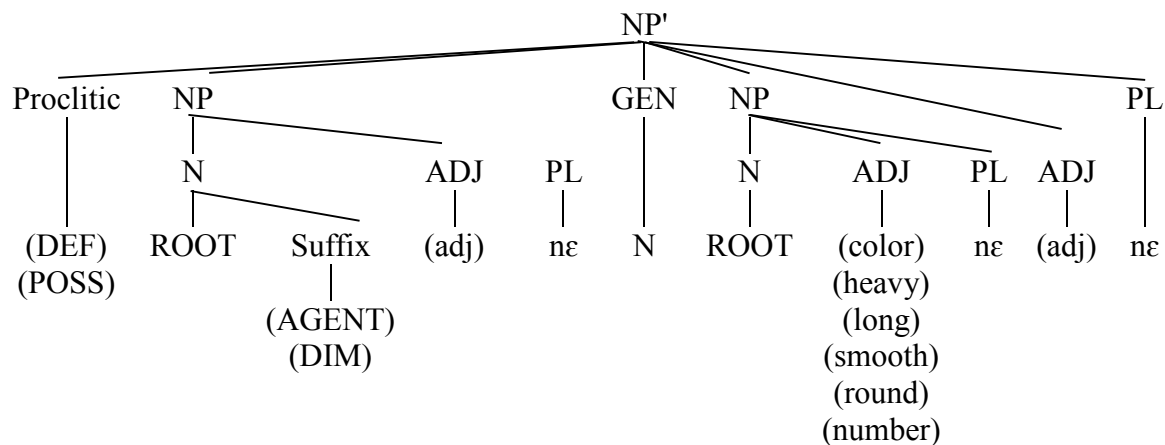 NP'
Proclitic NP GEN NP PL
N ADJ PL N ADJ PL ADJ
(DEF) ROOT Suffix (adj) nɛ N ROOT (color) nɛ (adj) nɛ
(POSS) (heavy)
(AGENT) (long)
(DIM) (smooth)
(round)
(number)